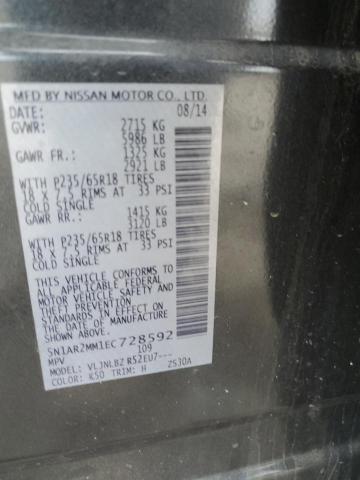 MFD BY NISSAN MOTOR CO., LTD.
DATE: 08/14
GVWR: 2715 KG
5986 LB
GAWR FR.: 1325 KG
2921 LB
WITH P235/65R18 TIRES
18 X 7.5 RIMS AT 33 PSI
COLD SINGLE
GAWR RR.: 1415 KG
3120 LB
WITH P235/65R18 TIRES
18 X 7.5 RIMS AT 33 PSI
COLD SINGLE
THIS VEHICLE CONFORMS TO
ALL APPLICABLE FEDERAL
MOTOR VEHICLE SAFETY AND
THEFT PREVENTION
STANDARDS IN EFFECT ON
THE DATE OF MANUFACTURE
SHOWN ABOVE.
5N1AR2MM1EC728592
MPV 109
MODEL: VLJNLBZ R52EU7---
COLOR: K50 TRIM: H ZS30A